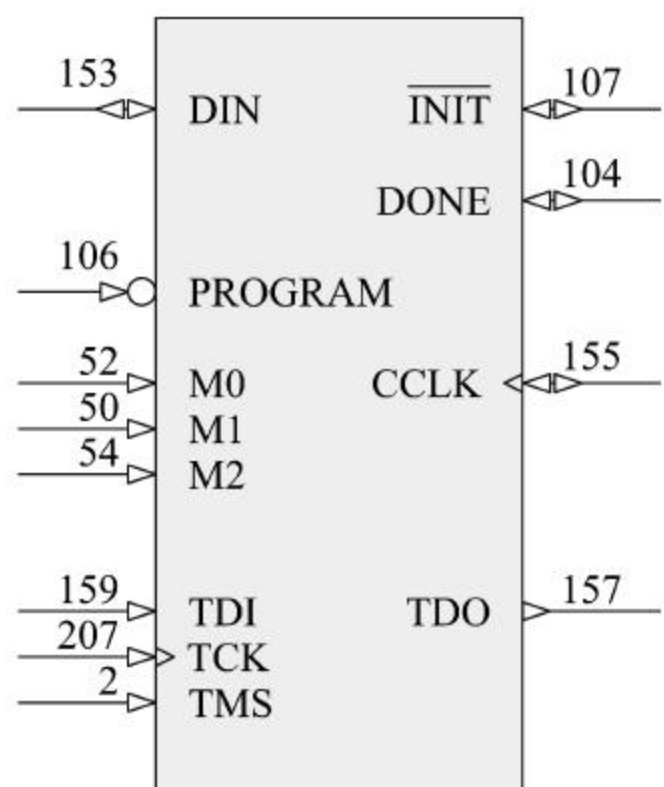 153 DIN INIT 107
DONE 104
106 PROGRAM
52 M0 CCLK 155
50 M1
54 M2
159 TDI TDO 157
207 TCK
2 TMS